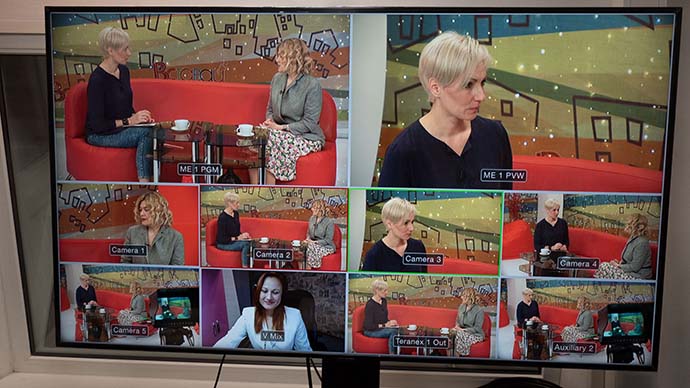 ME 1 PGM
ME 1 PVW
Camera 1
Camera 2
Camera 3
Camera 4
Camera 5
V Mix
Teranex 1 Out
Auxiliary 2